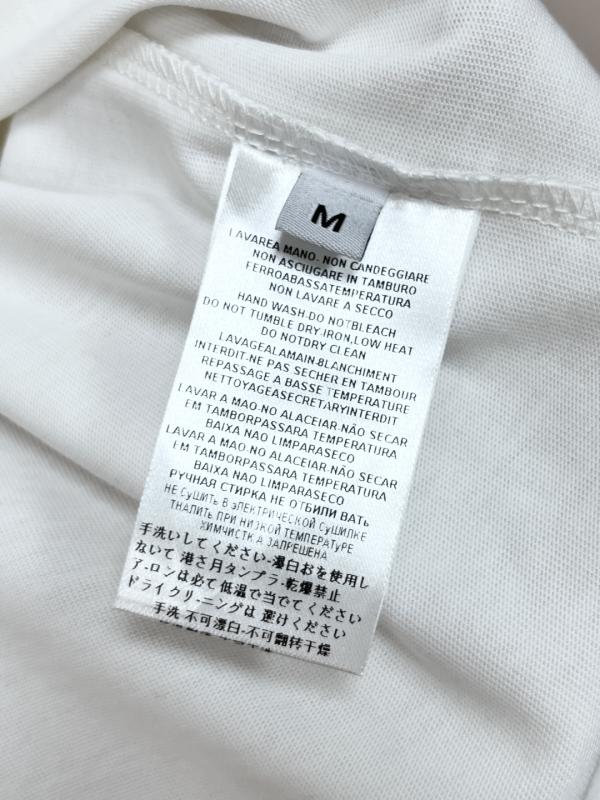 M
LAVAREA MANO- NON CANDEGGIARE
NON ASCIUGARE IN TAMBURO
FERROABASSATEMPERATURA
NON LAVARE A SECCO
HAND WASH-DO NOTBLEACH
DO NOT TUMBLE DRY-IRON,LOW HEAT
DO NOTDRY CLEAN
LAVAGEALAMAIN-BLANCHIMENT
INTERDIT-NE PAS SECHER EN TAMBOUR
REPASSAGE A BASSE TEMPERATURE
NETTOYAGEASECRETARYINTERDIT
LAVAR A MAO-NO ALACEIAR-NÃO SECAR
EM TAMBORPASSARA TEMPERATURA
BAIXA NAO LIMPARASECO
LAVAR A MAO-NO ALACEIAR-NÃO SECAR
EM TAMBORPASSARA TEMPERATURA
BAIXA NAO LIMPARASECO
РУЧНАЯ СТИРКА НЕ ОТБИЛИ ВАТЬ
НЕ СУШИТЬ В ЭЛЕКТРИЧЕСКОЙ СУШИЛКЕ
ТНАЛИТЬ ПРИ НИЗКОЙ ТЕМПЕРАТУРЕ
ХИМЧИСТКА ЗАПРЕШЕНА
手洗いしてください-漂白おを使用し
ないて 港さ月タンプラ-乾爆禁止
ア-ロンは必て低温で当でてください
ドライクリーニングは 避けください
手洗 不可漂白-不可翻转干燥